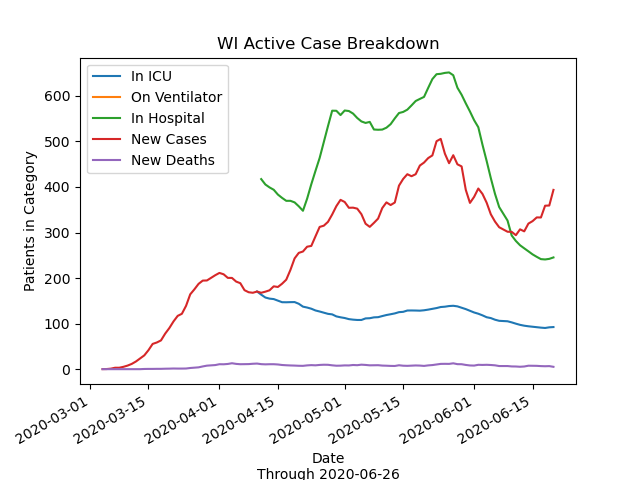 WI Active Case Breakdown
In ICU
On Ventilator
In Hospital
New Cases
New Deaths
Patients in Category
600
500
400
300
200
100
0
2020-03-01
2020-03-15
2020-04-01
2020-04-15
2020-05-01
2020-05-15
2020-06-01
2020-06-15
Date
Through 2020-06-26